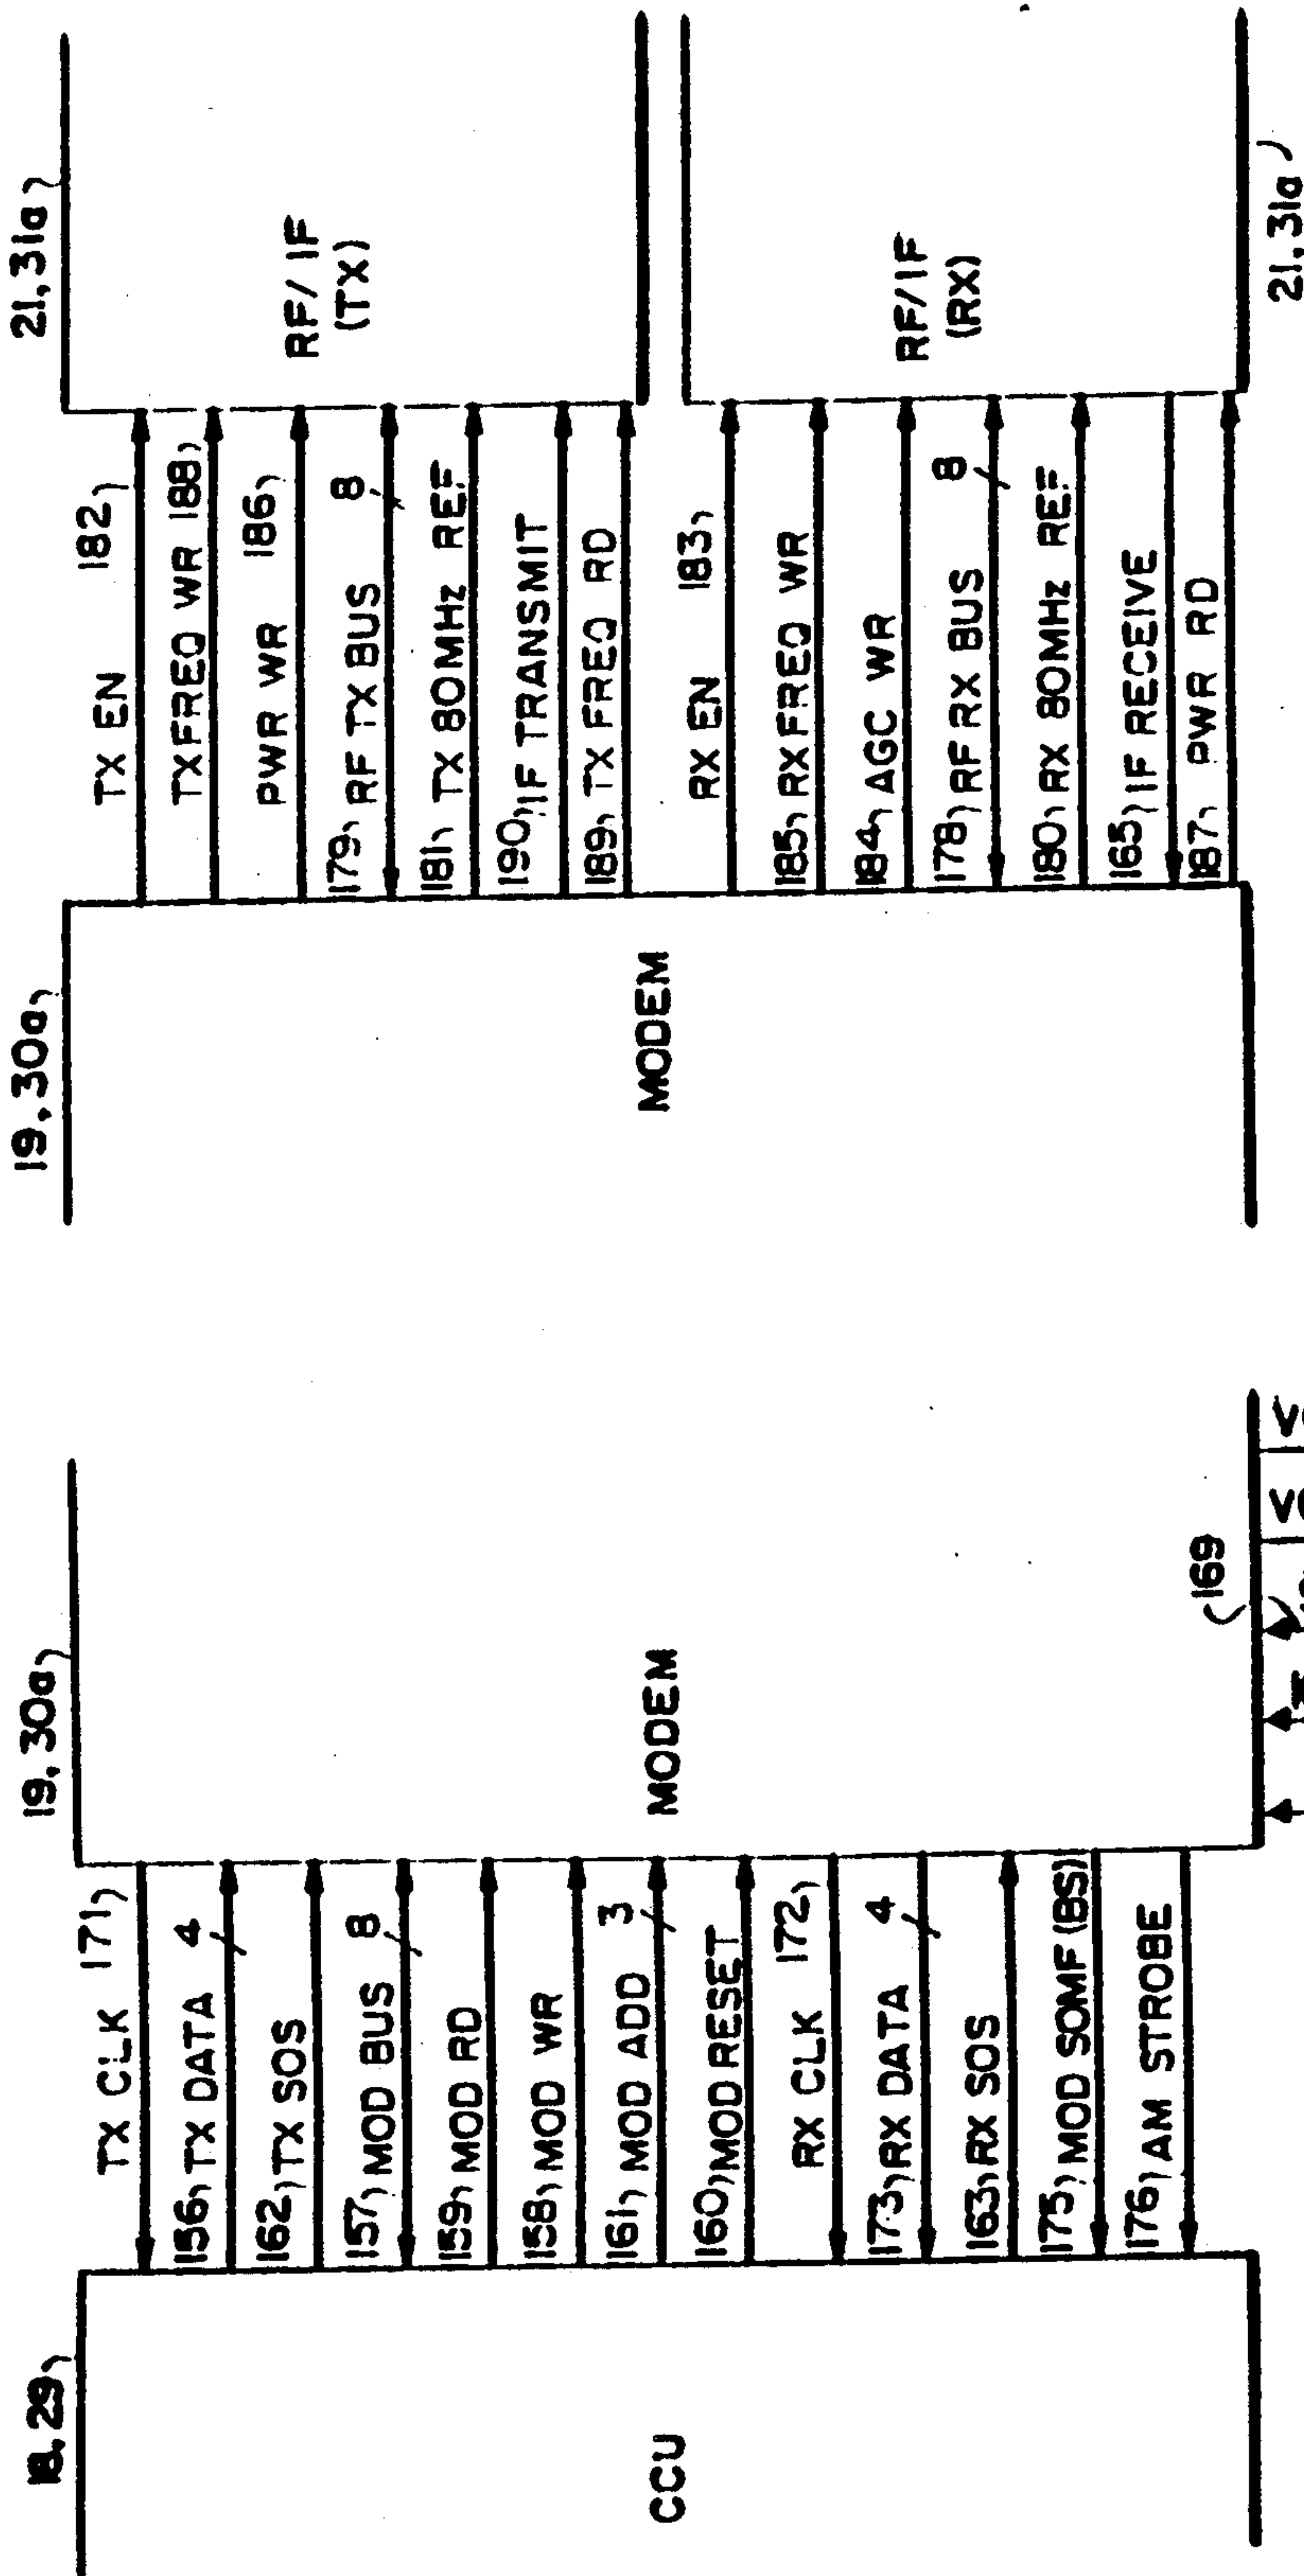 18, 29
CCU
TX CLK 171
156 TX DATA 4
162 TX SOS
157 MOD BUS 8
159 MOD RD
158 MOD WR
161 MOD ADD 3
160 MOD RESET
RX CLK 172
173 RX DATA 4
163 RX SOS
175 MOD SOMF (BS)
176 AM STROBE
19, 30a
MODEM
169
19, 30a
MODEM
TX EN 182
TXFREQ WR 188
PWR WR 186
179 RF TX BUS 8
181 TX 80MHz REF
190 IF TRANSMIT
189 TX FREQ RD
RX EN 183
185 RXFREQ WR
184 AGC WR
178 RF RX BUS 8
180 RX 80MHz REF
165 IF RECEIVE
187 PWR RD
21, 31a
RF/IF
(TX)
RF/IF
(RX)
21, 31a